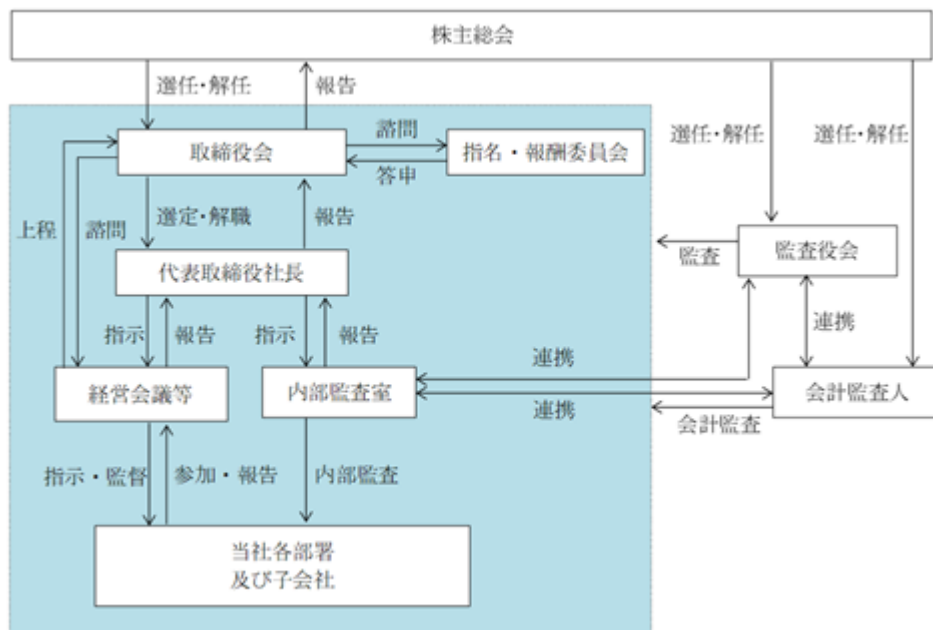 株主総会
選任・解任
報告
選任・解任
選任・解任
取締役会
諮問
答申
指名・報酬委員会
上程
諮問
選定・解職
報告
監査
監査役会
代表取締役社長
指示
報告
指示
報告
連携
連携
経営会議等
内部監査室
連携
会計監査人
会計監査
指示・監督
参加・報告
内部監査
当社各部署
及び子会社